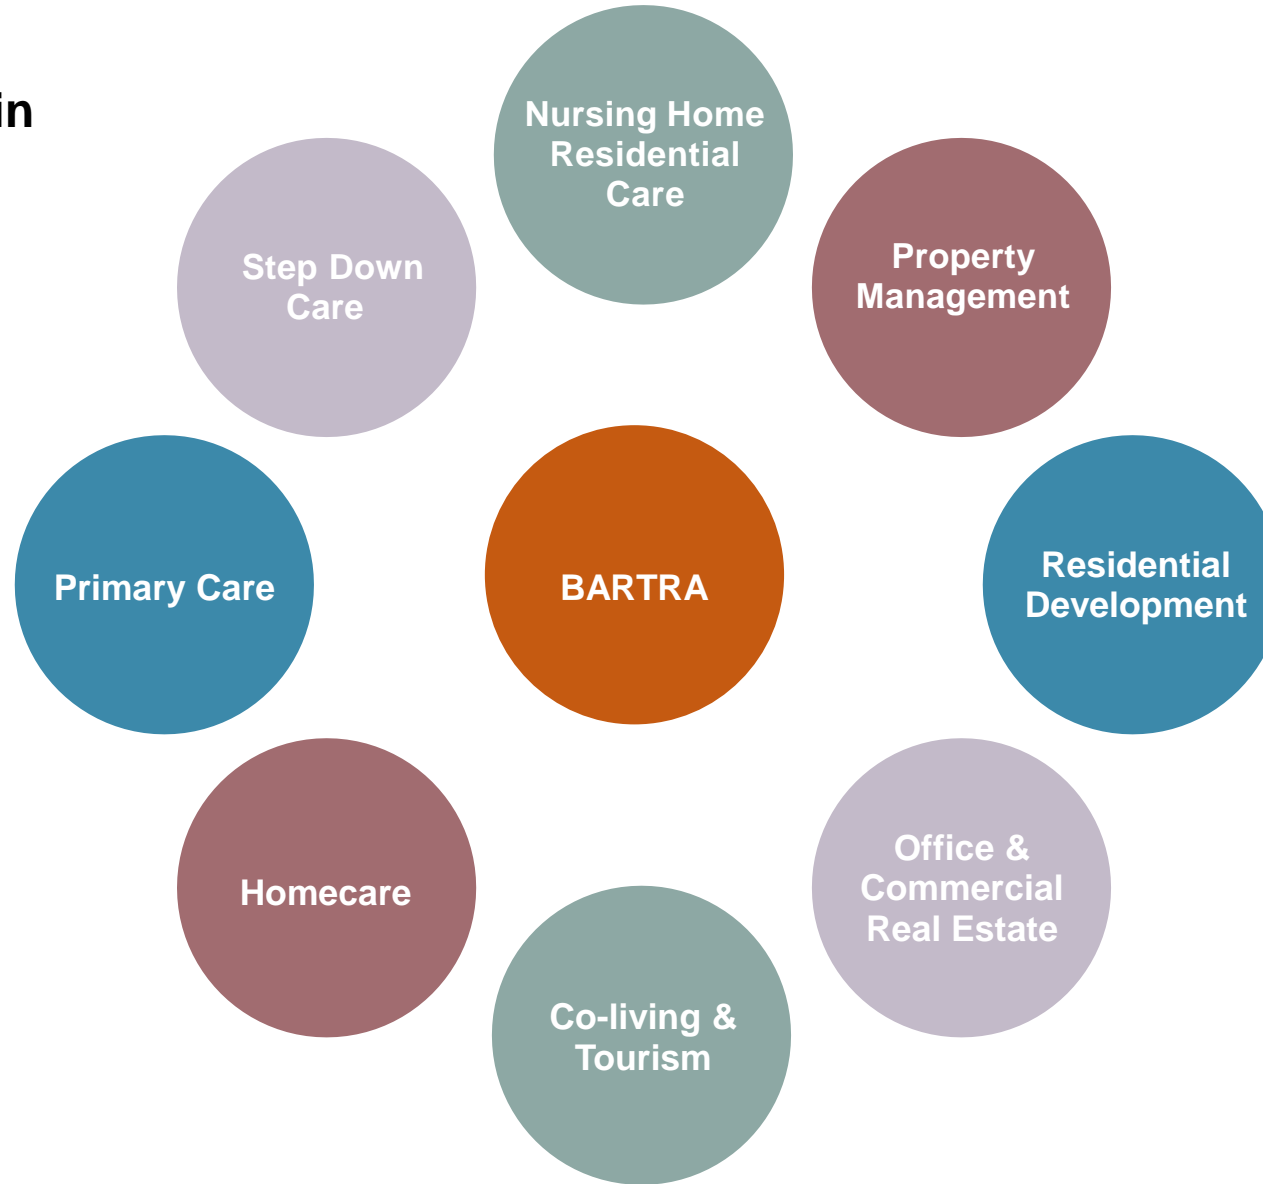 in
Nursing Home
Residential
Care
Property
Management
Step Down
Care
Residential
Development
Primary Care
BARTRA
Office &
Commercial
Real Estate
Homecare
Co-living &
Tourism